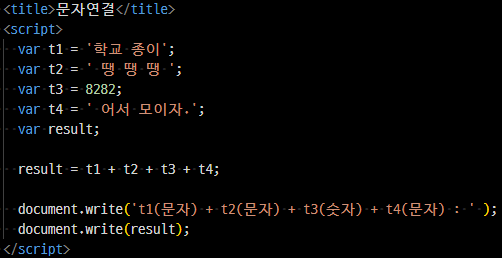 <title>문자연결</title>
<script>
var t1 = '학교 종이';
var t2 = ' 땡 땡 땡 ';
var t3 = 8282;
var t4 = ' 어서 모이자.';
var result;
result = t1 + t2 + t3 + t4;
document.write('t1(문자) + t2(문자) + t3(숫자) + t4(문자) : ' );
document.write(result);
</script>